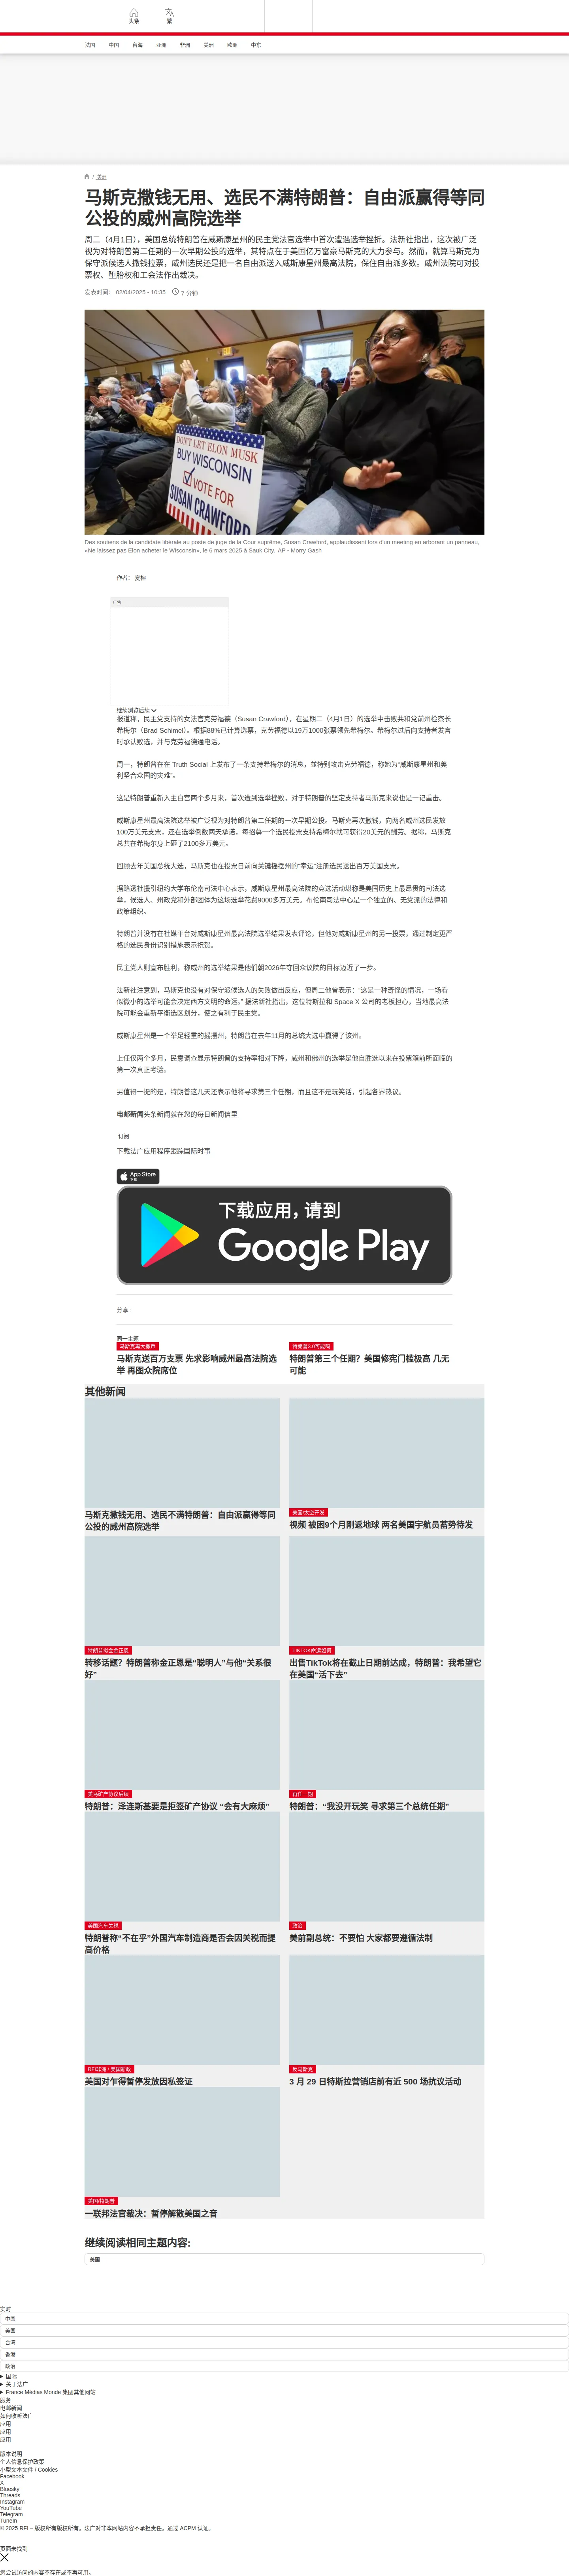 头条
繁
法国
中国
台海
亚洲
非洲
美洲
欧洲
中东
/ 美洲
马斯克撒钱无用、选民不满特朗普：自由派赢得等同
公投的威州高院选举
周二（4月1日），美国总统特朗普在威斯康星州的民主党法官选举中首次遭遇选举挫折。法新社指出，这次被广泛
视为对特朗普第二任期的一次早期公投的选举，其特点在于美国亿万富豪马斯克的大力参与。然而，就算马斯克为
保守派候选人撒钱拉票，威州选民还是把一名自由派送入威斯康星州最高法院，保住自由派多数。威州法院可对投
票权、堕胎权和工会法作出裁决。
发表时间： 02/04/2025 - 10:35
7 分钟
DON'T LET ELON MUSK
BUY WISCONSIN
VOTE FOR
SUSAN CRAWFORD
Des soutiens de la candidate libérale au poste de juge de la Cour suprême, Susan Crawford, applaudissent lors d'un meeting en arborant un panneau,
«Ne laissez pas Elon acheter le Wisconsin», le 6 mars 2025 à Sauk City. AP - Morry Gash
作者： 夏榕
广告
继续浏览后续
报道称，民主党支持的女法官克劳福德（Susan Crawford），在星期二（4月1日）的选举中击败共和党前州检察长
希梅尔（Brad Schimel）。根据88%已计算选票，克劳福德以19万1000张票领先希梅尔。希梅尔过后向支持者发言
时承认败选，并与克劳福德通电话。
周一，特朗普在在 Truth Social 上发布了一条支持希梅尔的消息，並特别攻击克劳福德，称她为“威斯康星州和美
利坚合众国的灾难”。
这是特朗普重新入主白宫两个多月来，首次遭到选举挫败，对于特朗普的坚定支持者马斯克来说也是一记重击。
威斯康星州最高法院选举被广泛视为对特朗普第二任期的一次早期公投。马斯克再次撒钱，向两名威州选民发放
100万美元支票，还在选举倒数两天承诺，每招募一个选民投票支持希梅尔就可获得20美元的酬劳。据称，马斯克
总共在希梅尔身上砸了2100多万美元。
回顾去年美国总统大选，马斯克也在投票日前向关键摇摆州的“幸运”注册选民送出百万美国支票。
据路透社援引纽约大学布伦南司法中心表示，威斯康星州最高法院的竞选活动堪称是美国历史上最昂贵的司法选
举，候选人、州政党和外部团体为这场选举花费9000多万美元。布伦南司法中心是一个独立的、无党派的法律和
政策组织。
特朗普并没有在社媒平台对威斯康星州最高法院选举结果发表评论，但他对威斯康星州的另一投票，通过制定更严
格的选民身份识别措施表示祝贺。
民主党人则宣布胜利，称威州的选举结果是他们朝2026年夺回众议院的目标迈近了一步。
法新社注意到，马斯克也没有对保守派候选人的失败做出反应，但周二他曾表示：“这是一种奇怪的情况，一场看
似微小的选举可能会决定西方文明的命运。” 据法新社指出，这位特斯拉和 Space X 公司的老板担心，当地最高法
院可能会重新平衡选区划分，使之有利于民主党。
威斯康星州是一个举足轻重的摇摆州，特朗普在去年11月的总统大选中赢得了该州。
上任仅两个多月，民意调查显示特朗普的支持率相对下降，威州和佛州的选举是他自胜选以来在投票箱前所面临的
第一次真正考验。
另值得一提的是，特朗普这几天还表示他将寻求第三个任期，而且这不是玩笑话，引起各界热议。
电邮新闻头条新闻就在您的每日新闻信里
订阅
下载法广应用程序跟踪国际时事
App Store
下载
下载应用，请到
Google Play
分享 :
同一主题
马斯克高大撒币
马斯克送百万支票 先求影响威州最高法院选
举 再图众院席位
特朗普3.0可能吗
特朗普第三个任期？美国修宪门槛极高 几无
可能
其他新闻
马斯克撒钱无用、选民不满特朗普：自由派赢得等同
公投的威州高院选举
美国/太空开发
视频 被困9个月刚返地球 两名美国宇航员蓄势待发
特朗普拟会金正恩
转移话题？特朗普称金正恩是“聪明人”与他“关系很
好”
TIKTOK命运如何
出售TikTok将在截止日期前达成，特朗普：我希望它
在美国“活下去”
美乌矿产协议后续
特朗普：泽连斯基要是拒签矿产协议 “会有大麻烦”
再任一期
特朗普：“我没开玩笑 寻求第三个总统任期”
美国汽车关税
特朗普称“不在乎”外国汽车制造商是否会因关税而提
高价格
政治
美前副总统：不要怕 大家都要遵循法制
RFI非洲 / 美国新政
美国对乍得暂停发放因私签证
反马斯克
3 月 29 日特斯拉营销店前有近 500 场抗议活动
美国/特朗普
一联邦法官裁决：暂停解散美国之音
继续阅读相同主题内容:
美国
实时
中国
美国
台湾
香港
政治
国际
关于法广
France Médias Monde 集团其他网站
服务
电邮新闻
如何收听法广
应用
应用
应用
版本说明
个人信息保护政策
小型文本文件 / Cookies
Facebook
X
Bluesky
Threads
Instagram
YouTube
Telegram
TuneIn
© 2025 RFI – 版权所有版权所有。法广对非本网站内容不承担责任。通过 ACPM 认证。
页面未找到
您尝试访问的内容不存在或不再可用。